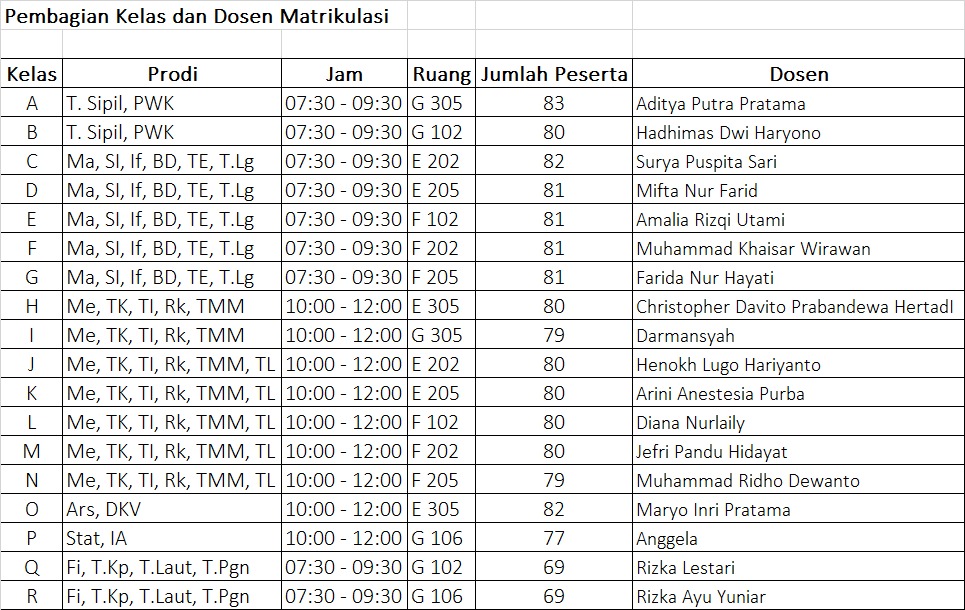 Pembagian Kelas dan Dosen Matrikulasi
Kelas Prodi Jam Ruang Jumlah Peserta Dosen
A T. Sipil, PWK 07:30 - 09:30 G 305 83 Aditya Putra Pratama
B T. Sipil, PWK 07:30 - 09:30 G 102 80 Hadhimas Dwi Haryono
C Ma, SI, If, BD, TE, T.Lg 07:30 - 09:30 E 202 82 Surya Puspita Sari
D Ma, SI, If, BD, TE, T.Lg 07:30 - 09:30 E 205 81 Mifta Nur Farid
E Ma, SI, If, BD, TE, T.Lg 07:30 - 09:30 F 102 81 Amalia Rizqi Utami
F Ma, SI, If, BD, TE, T.Lg 07:30 - 09:30 F 202 81 Muhammad Khaisar Wirawan
G Ma, SI, If, BD, TE, T.Lg 07:30 - 09:30 F 205 81 Farida Nur Hayati
H Me, TK, TI, Rk, TMM 10:00 - 12:00 E 305 80 Christopher Davito Prabandewa Hertadi
I Me, TK, TI, Rk, TMM 10:00 - 12:00 G 305 79 Darmansyah
J Me, TK, TI, Rk, TMM, TL 10:00 - 12:00 E 202 80 Henokh Lugo Hariyanto
K Me, TK, TI, Rk, TMM, TL 10:00 - 12:00 E 205 80 Arini Anestesia Purba
L Me, TK, TI, Rk, TMM, TL 10:00 - 12:00 F 102 80 Diana Nurlaily
M Me, TK, TI, Rk, TMM, TL 10:00 - 12:00 F 202 80 Jefri Pandu Hidayat
N Me, TK, TI, Rk, TMM, TL 10:00 - 12:00 F 205 79 Muhammad Ridho Dewanto
O Ars, DKV 10:00 - 12:00 E 305 82 Maryo Inri Pratama
P Stat, IA 10:00 - 12:00 G 106 77 Anggela
Q Fi, T.Kp, T.Laut, T.Pgn 07:30 - 09:30 G 102 69 Rizka Lestari
R Fi, T.Kp, T.Laut, T.Pgn 07:30 - 09:30 G 106 69 Rizka Ayu Yuniar